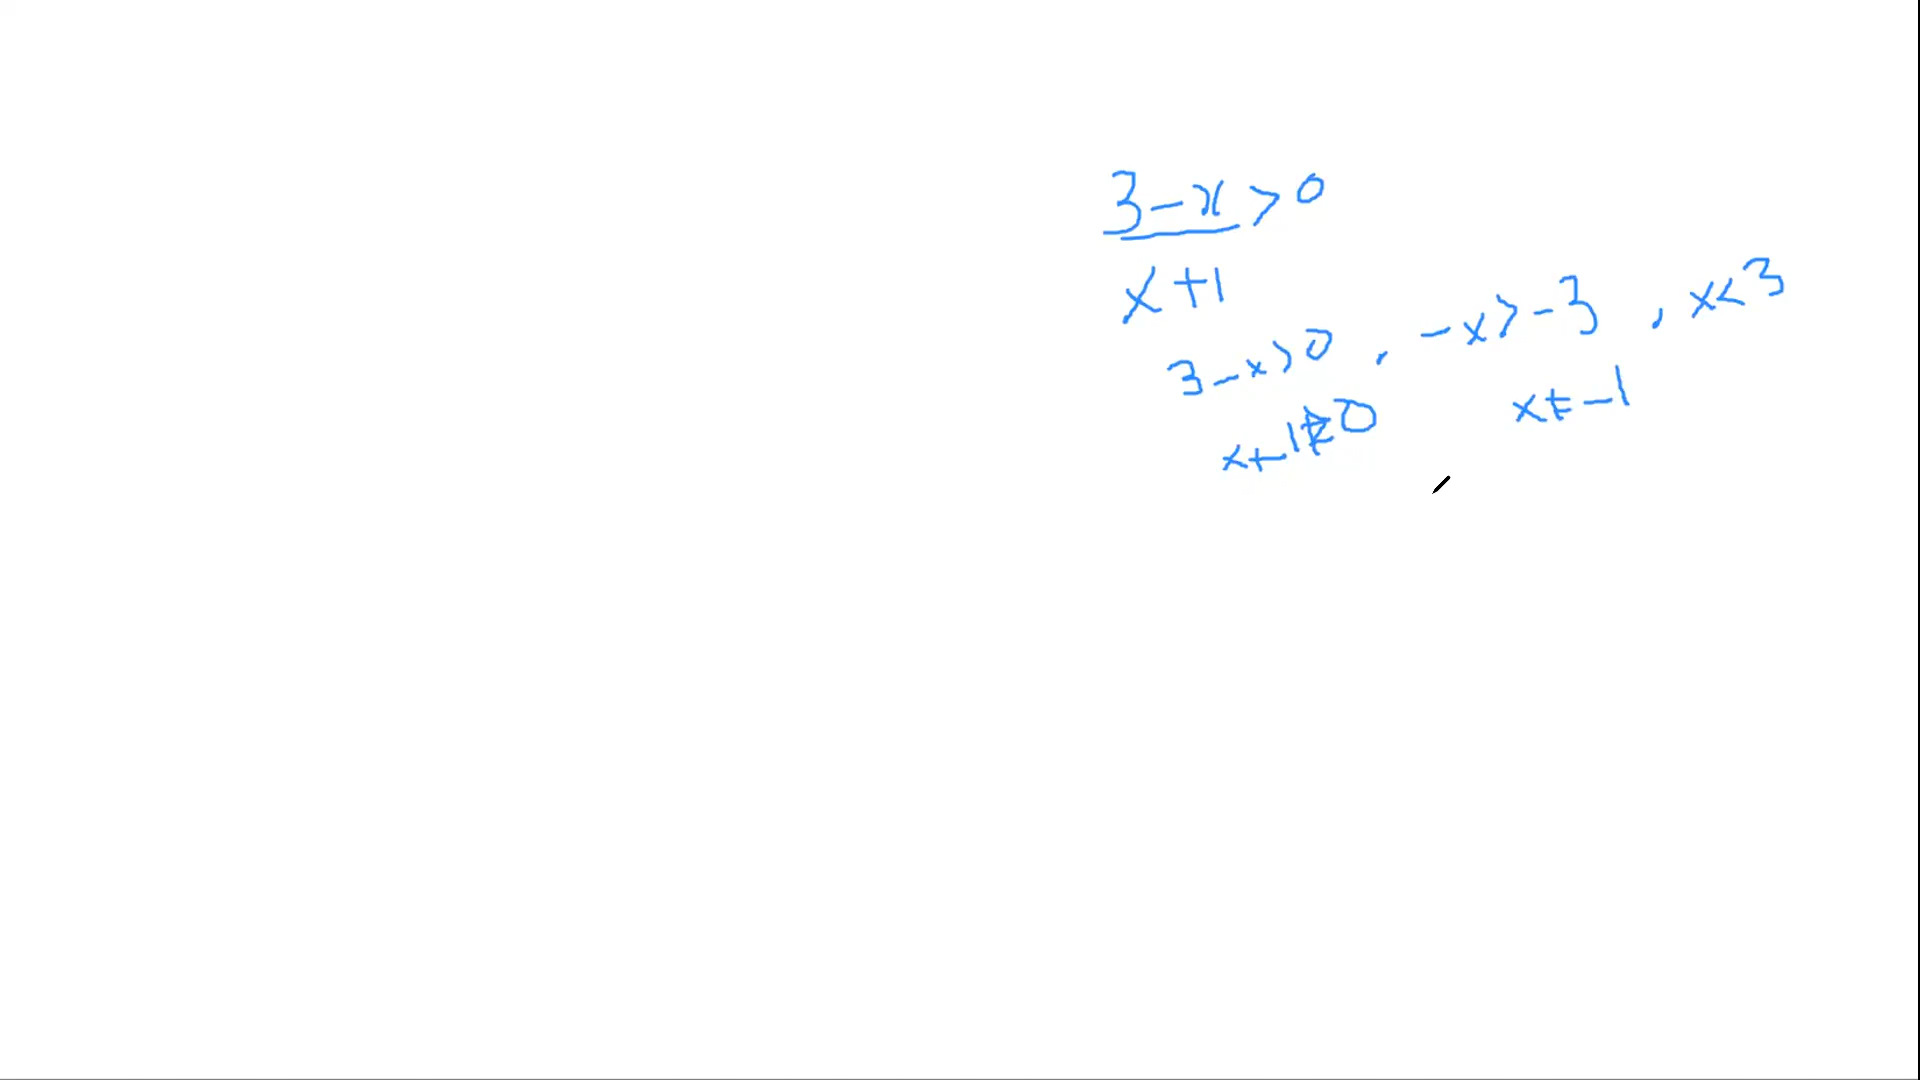 3-x > 0
x+1
3-x>0 , -x>-3 , x<3
x+1≠0 x≠-1